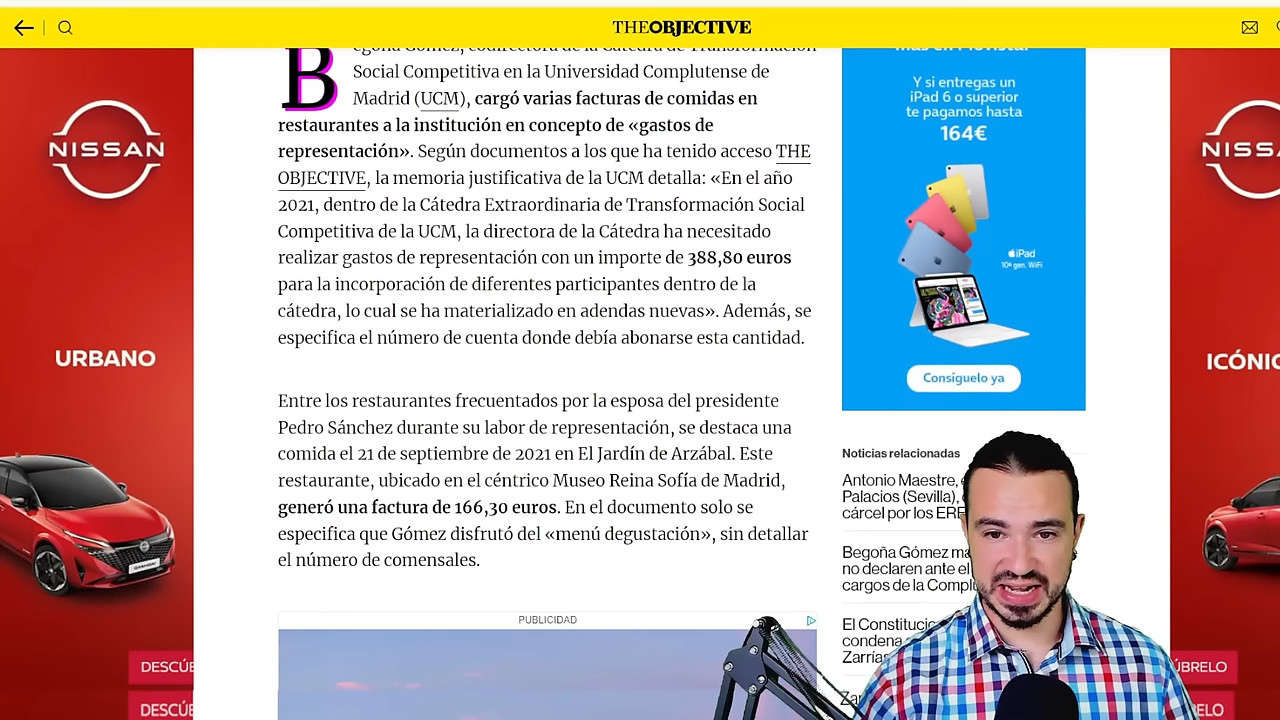 THE OBJECTIVE
Begoña Gómez, codirectora de la Cátedra de Transformación
Social Competitiva en la Universidad Complutense de
Madrid (UCM), cargó varias facturas de comidas en
restaurantes a la institución en concepto de «gastos de
representación». Según documentos a los que ha tenido acceso THE
OBJECTIVE, la memoria justificativa de la UCM detalla: «En el año
2021, dentro de la Cátedra Extraordinaria de Transformación Social
Competitiva de la UCM, la directora de la Cátedra ha necesitado
realizar gastos de representación con un importe de 388,80 euros
para la incorporación de diferentes participantes dentro de la
cátedra, lo cual se ha materializado en adendas nuevas». Además, se
especifica el número de cuenta donde debía abonarse esta cantidad.
Entre los restaurantes frecuentados por la esposa del presidente
Pedro Sánchez durante su labor de representación, se destaca una
comida el 21 de septiembre de 2021 en El Jardín de Arzábal. Este
restaurante, ubicado en el céntrico Museo Reina Sofía de Madrid,
generó una factura de 166,30 euros. En el documento solo se
especifica que Gómez disfrutó del «menú degustación», sin detallar
el número de comensales.
PUBLICIDAD
NISSAN
URBANO
DESCÚB
DESCÚB
más en Movistar
Y si entregas un
iPad 6 o superior
te pagamos hasta
164€
iPad
10ª gen. WiFi
Consíguelo ya
Noticias relacionadas
Antonio Maestre,
Palacios (Sevilla),
cárcel por los ERE
Begoña Gómez ma
no declaren ante el
cargos de la Complu
El Constitucio
condena
Zarría
Zar
NISSA
ICÓNIC
ÚBRELO
ELO